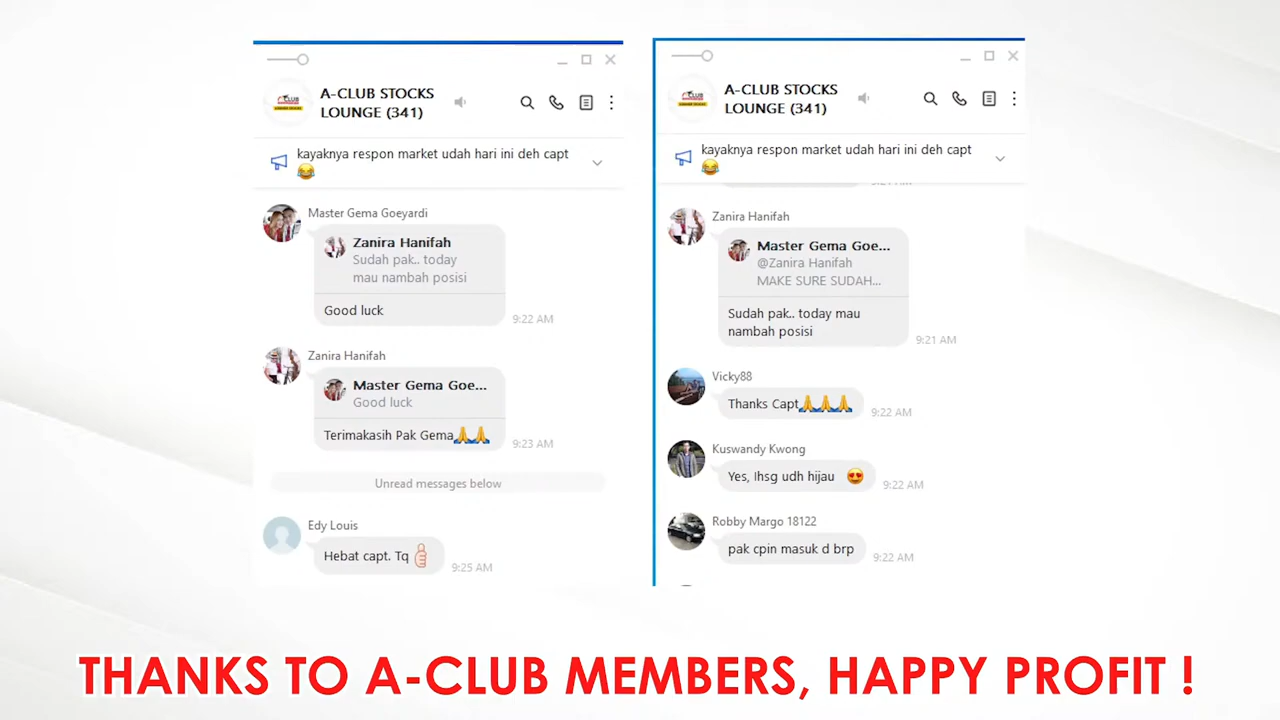 A-CLUB STOCKS
LOUNGE (341)
kayaknya respon market udah hari ini deh capt
😂
Master Gema Goeyardi
Zanira Hanifah
Sudah pak.. today
mau nambah posisi
Good luck
9:22 AM
Zanira Hanifah
Master Gema Goe...
Good luck
Terimakasih Pak Gema🙏🙏
9:23 AM
Unread messages below
Edy Louis
Hebat capt. Tq
9:25 AM
A-CLUB STOCKS
LOUNGE (341)
kayaknya respon market udah hari ini deh capt
😂
Zanira Hanifah
Master Gema Goe...
@Zanira Hanifah
MAKE SURE SUDAH...
Sudah pak.. today mau
nambah posisi
9:21 AM
Vicky88
Thanks Capt🙏🙏🙏
9:22 AM
Kuswandy Kwong
Yes, Ihsg udh hijau 😍
9:22 AM
Robby Margo 18122
pak cpin masuk d brp
9:22 AM
THANKS TO A-CLUB MEMBERS, HAPPY PROFIT !